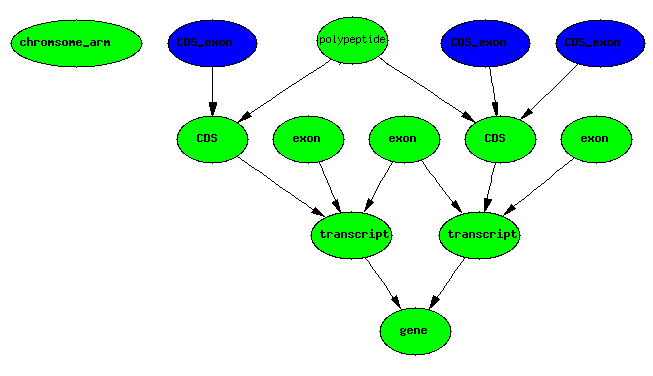 chromsome_arm
CDS_exon
polypeptide
CDS_exon
CDS_exon
CDS
exon
exon
CDS
exon
transcript
transcript
gene